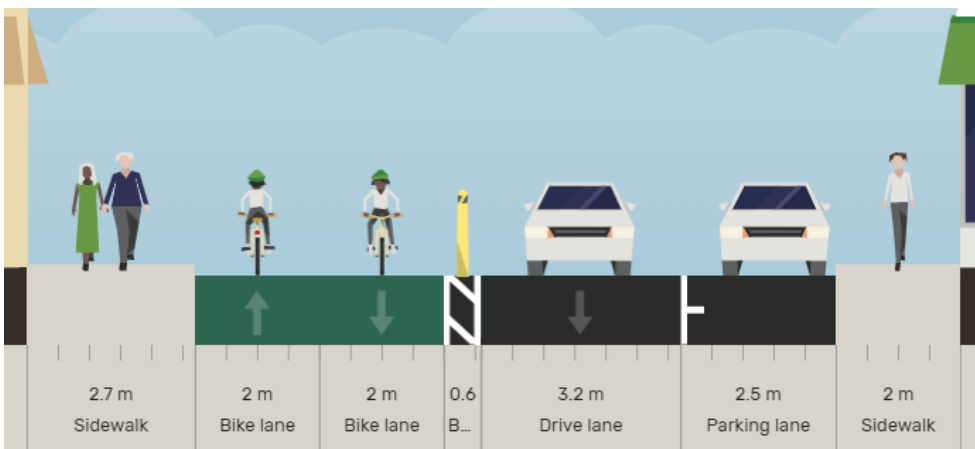 2.7 m
Sidewalk
2 m
Bike lane
2 m
Bike lane
0.6
B...
3.2 m
Drive lane
2.5 m
Parking lane
2 m
Sidewalk